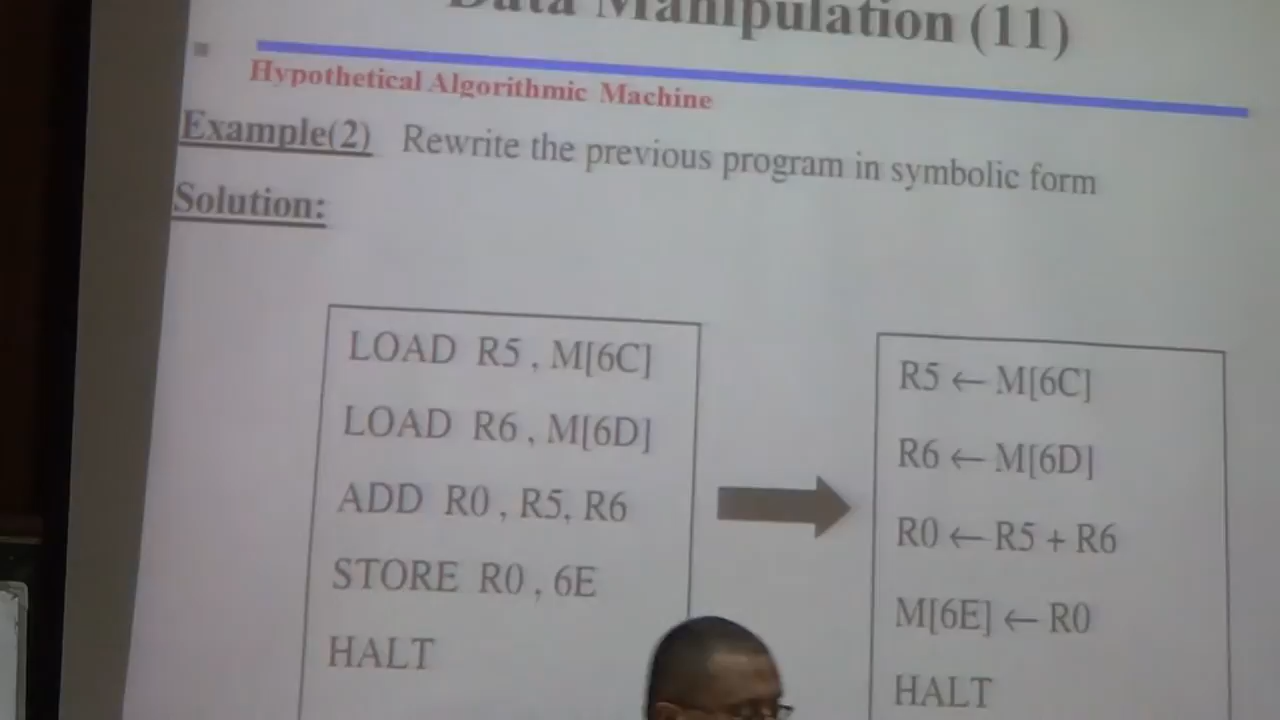 Data Manipulation (11)
Hypothetical Algorithmic Machine
Example(2) Rewrite the previous program in symbolic form
Solution:
LOAD R5 , M[6C]
LOAD R6 , M[6D]
ADD R0 , R5, R6
STORE R0 , 6E
HALT
R5 ← M[6C]
R6 ← M[6D]
R0 ← R5 + R6
M[6E] ← R0
HALT